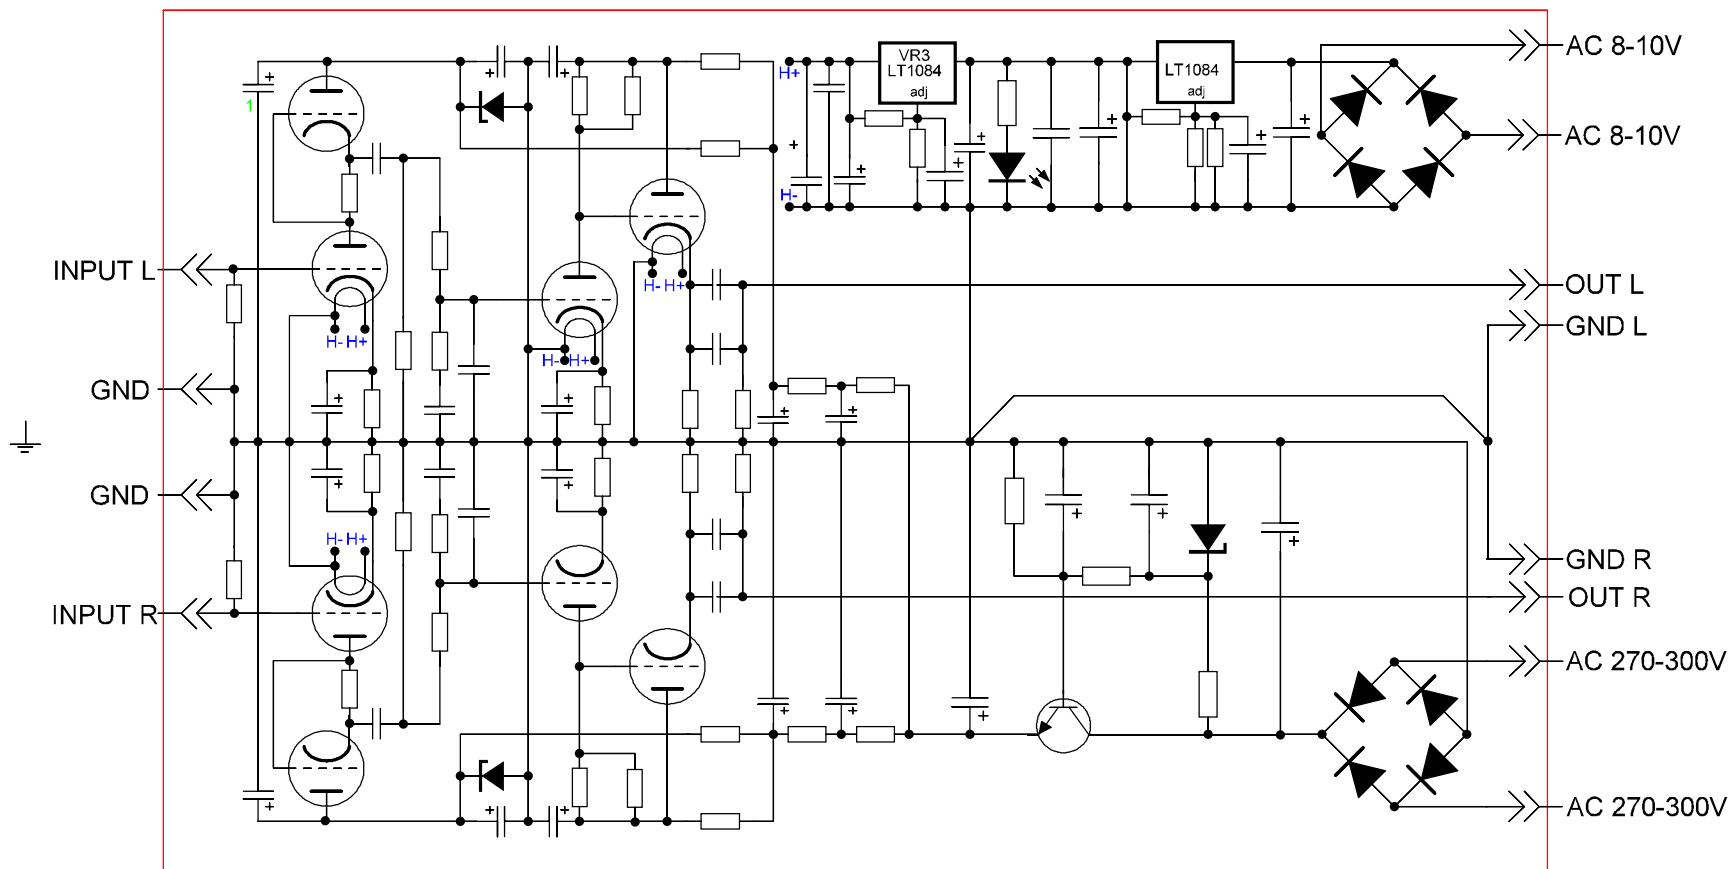 AC 8-10V
VR3
LT1084
adj
LT1084
adj
H+
1
+
AC 8-10V
H-
INPUT L
H- H+
OUT L
GND L
H- H+
H- H+
GND
GND
H- H+
GND R
OUT R
INPUT R
AC 270-300V
AC 270-300V